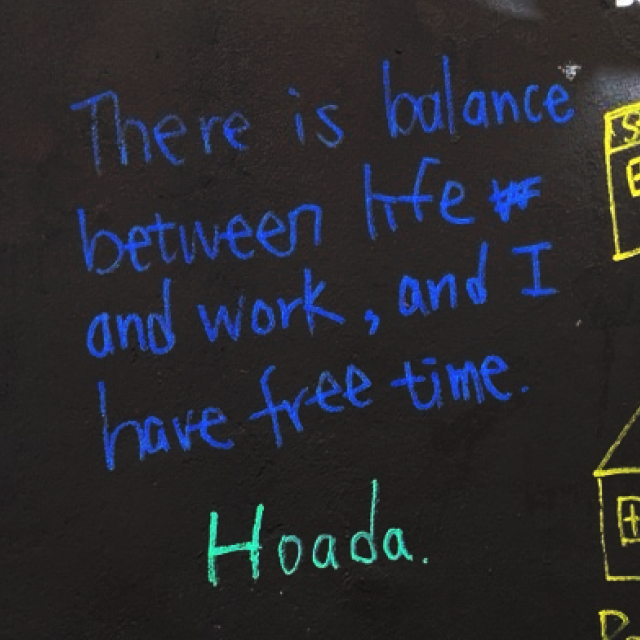 There is balance
between life
and work, and I
have free time.
Hoada.